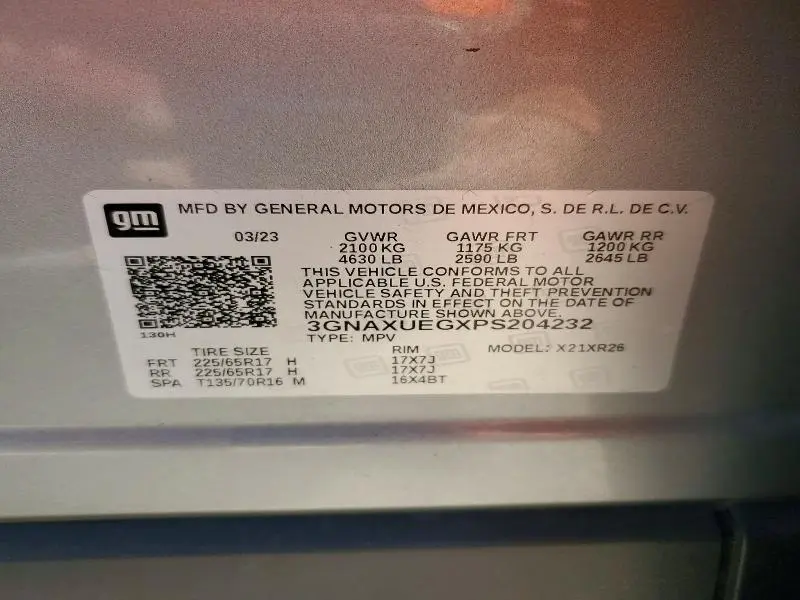 gm MFD BY GENERAL MOTORS DE MEXICO, S. DE R.L. DE C.V.
03/23 GVWR GAWR FRT GAWR RR
2100 KG 1175 KG 1200 KG
4630 LB 2590 LB 2645 LB
THIS VEHICLE CONFORMS TO ALL
APPLICABLE U.S. FEDERAL MOTOR
VEHICLE SAFETY AND THEFT PREVENTION
STANDARDS IN EFFECT ON THE DATE OF
MANUFACTURE SHOWN ABOVE.
3GNAXUEGXPS204232
130H
TYPE: MPV MODEL: X21XR26
TIRE SIZE RIM
FRT 225/65R17 H 17X7J
RR 225/65R17 H 17X7J
SPA T135/70R16 M 16X4BT